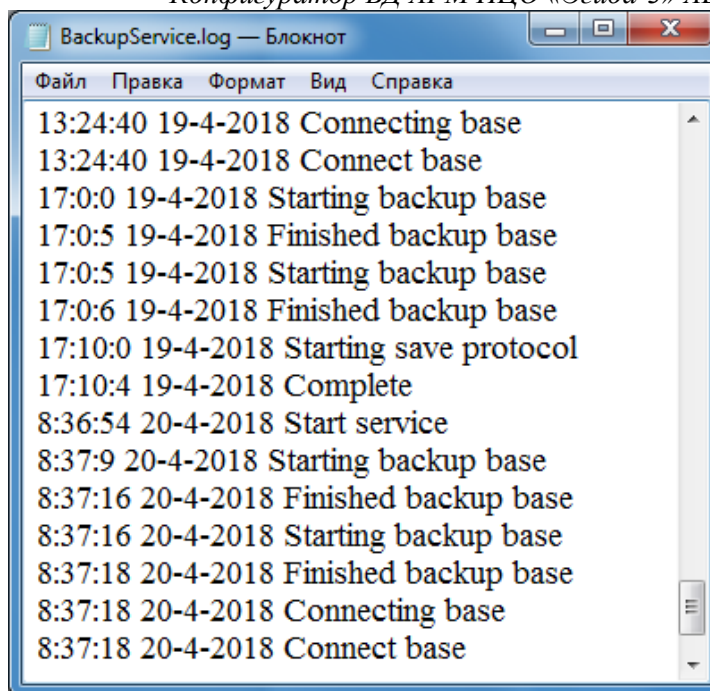 Конфигуратор БД АРМ ПЦО
BackupService.log — Блокнот
Файл Правка Формат Вид Справка
13:24:40 19-4-2018 Connecting base
13:24:40 19-4-2018 Connect base
17:0:0 19-4-2018 Starting backup base
17:0:5 19-4-2018 Finished backup base
17:0:5 19-4-2018 Starting backup base
17:0:6 19-4-2018 Finished backup base
17:10:0 19-4-2018 Starting save protocol
17:10:4 19-4-2018 Complete
8:36:54 20-4-2018 Start service
8:37:9 20-4-2018 Starting backup base
8:37:16 20-4-2018 Finished backup base
8:37:16 20-4-2018 Starting backup base
8:37:18 20-4-2018 Finished backup base
8:37:18 20-4-2018 Connecting base
8:37:18 20-4-2018 Connect base